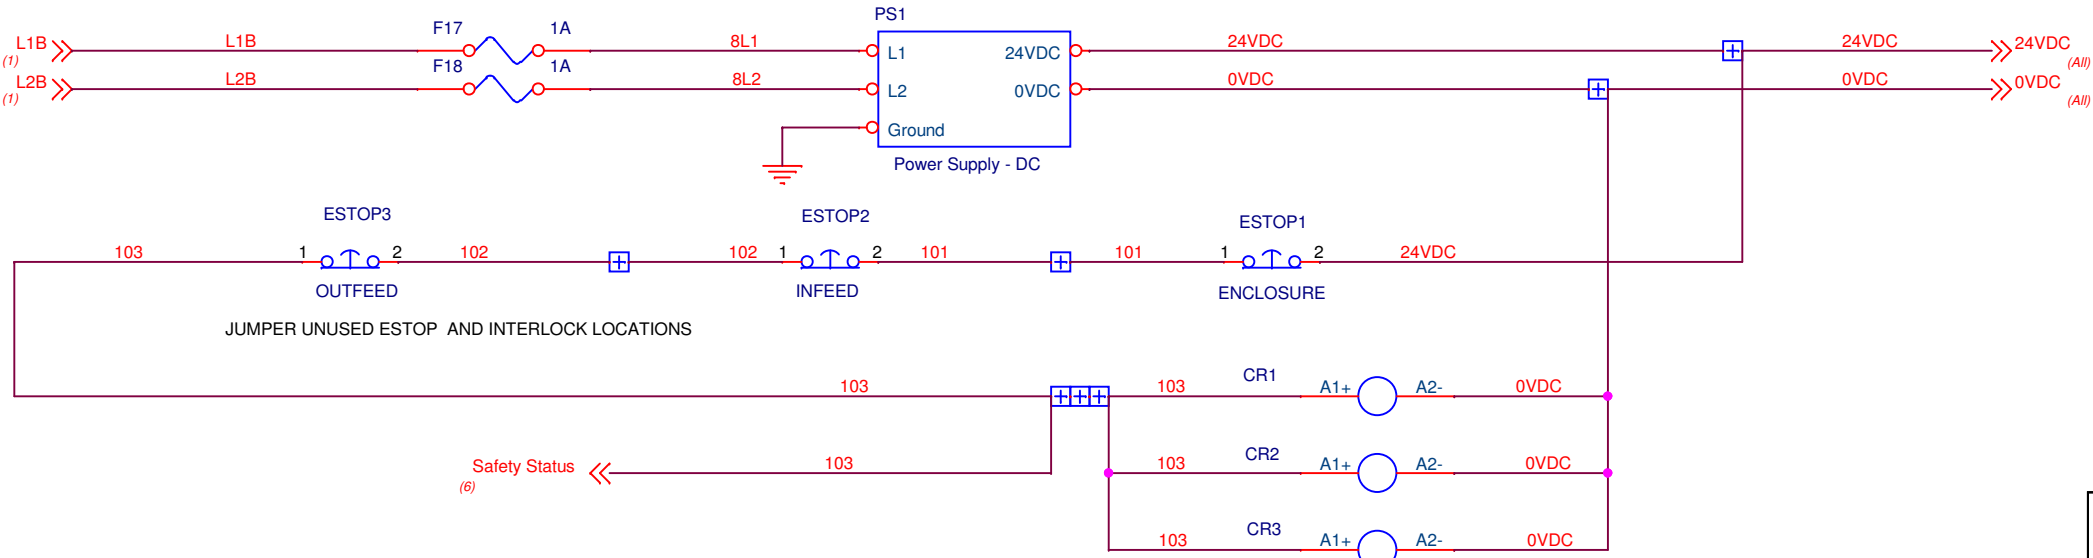 PS1
F17 1A
L1B L1B 8L1 L1 24VDC 24VDC 24VDC 24VDC
(1) (All)
F18 1A
L2B L2B 8L2 L2 0VDC 0VDC 0VDC 0VDC
(1) (All)
Ground
Power Supply - DC
ESTOP3 ESTOP2 ESTOP1
103 1 2 102 102 1 2 101 101 1 2 24VDC
OUTFEED INFEED ENCLOSURE
JUMPER UNUSED ESTOP AND INTERLOCK LOCATIONS
CR1
103 103 A1+ A2- 0VDC
CR2
Safety Status 103 103 A1+ A2- 0VDC
(6)
CR3
103 A1+ A2- 0VDC